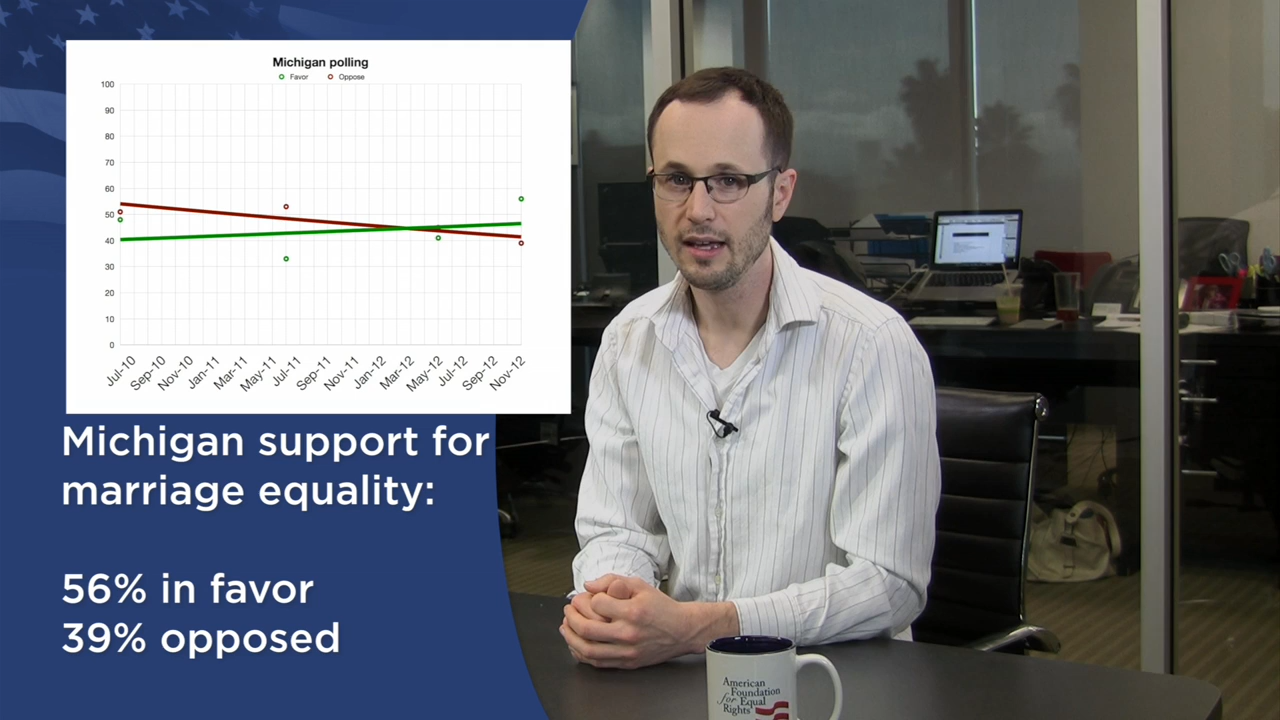 Michigan polling
Favor Oppose
100
90
80
70
60
50
40
30
20
10
0
Jul-10 Sep-10 Nov-10 Jan-11 Mar-11 May-11 Jul-11 Sep-11 Nov-11 Jan-12 Mar-12 May-12 Jul-12 Sep-12 Nov-12
Michigan support for
marriage equality:
56% in favor
39% opposed
American
Foundation
for Equal
Rights